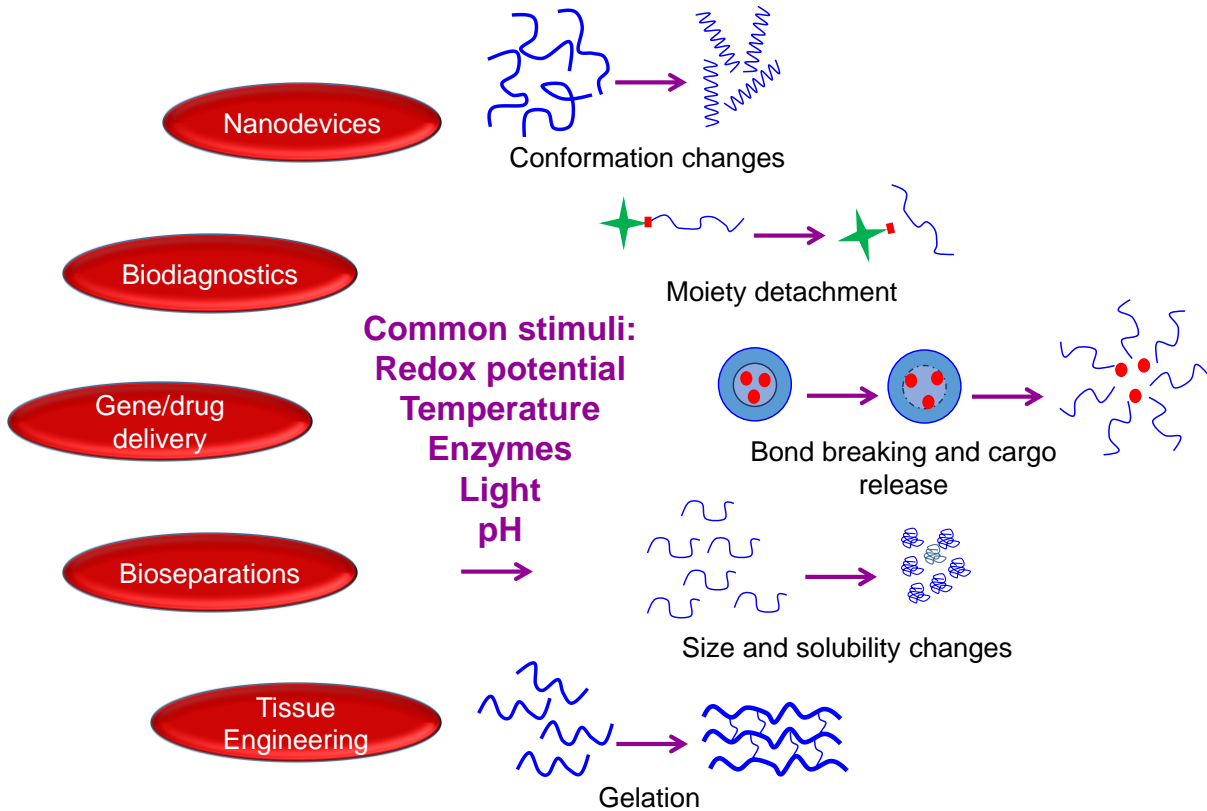 Nanodevices
Conformation changes
Biodiagnostics
Moiety detachment
Common stimuli:
Redox potential
Temperature
Enzymes
Light
pH
Gene/drug
delivery
Bond breaking and cargo
release
Bioseparations
Size and solubility changes
Tissue
Engineering
Gelation